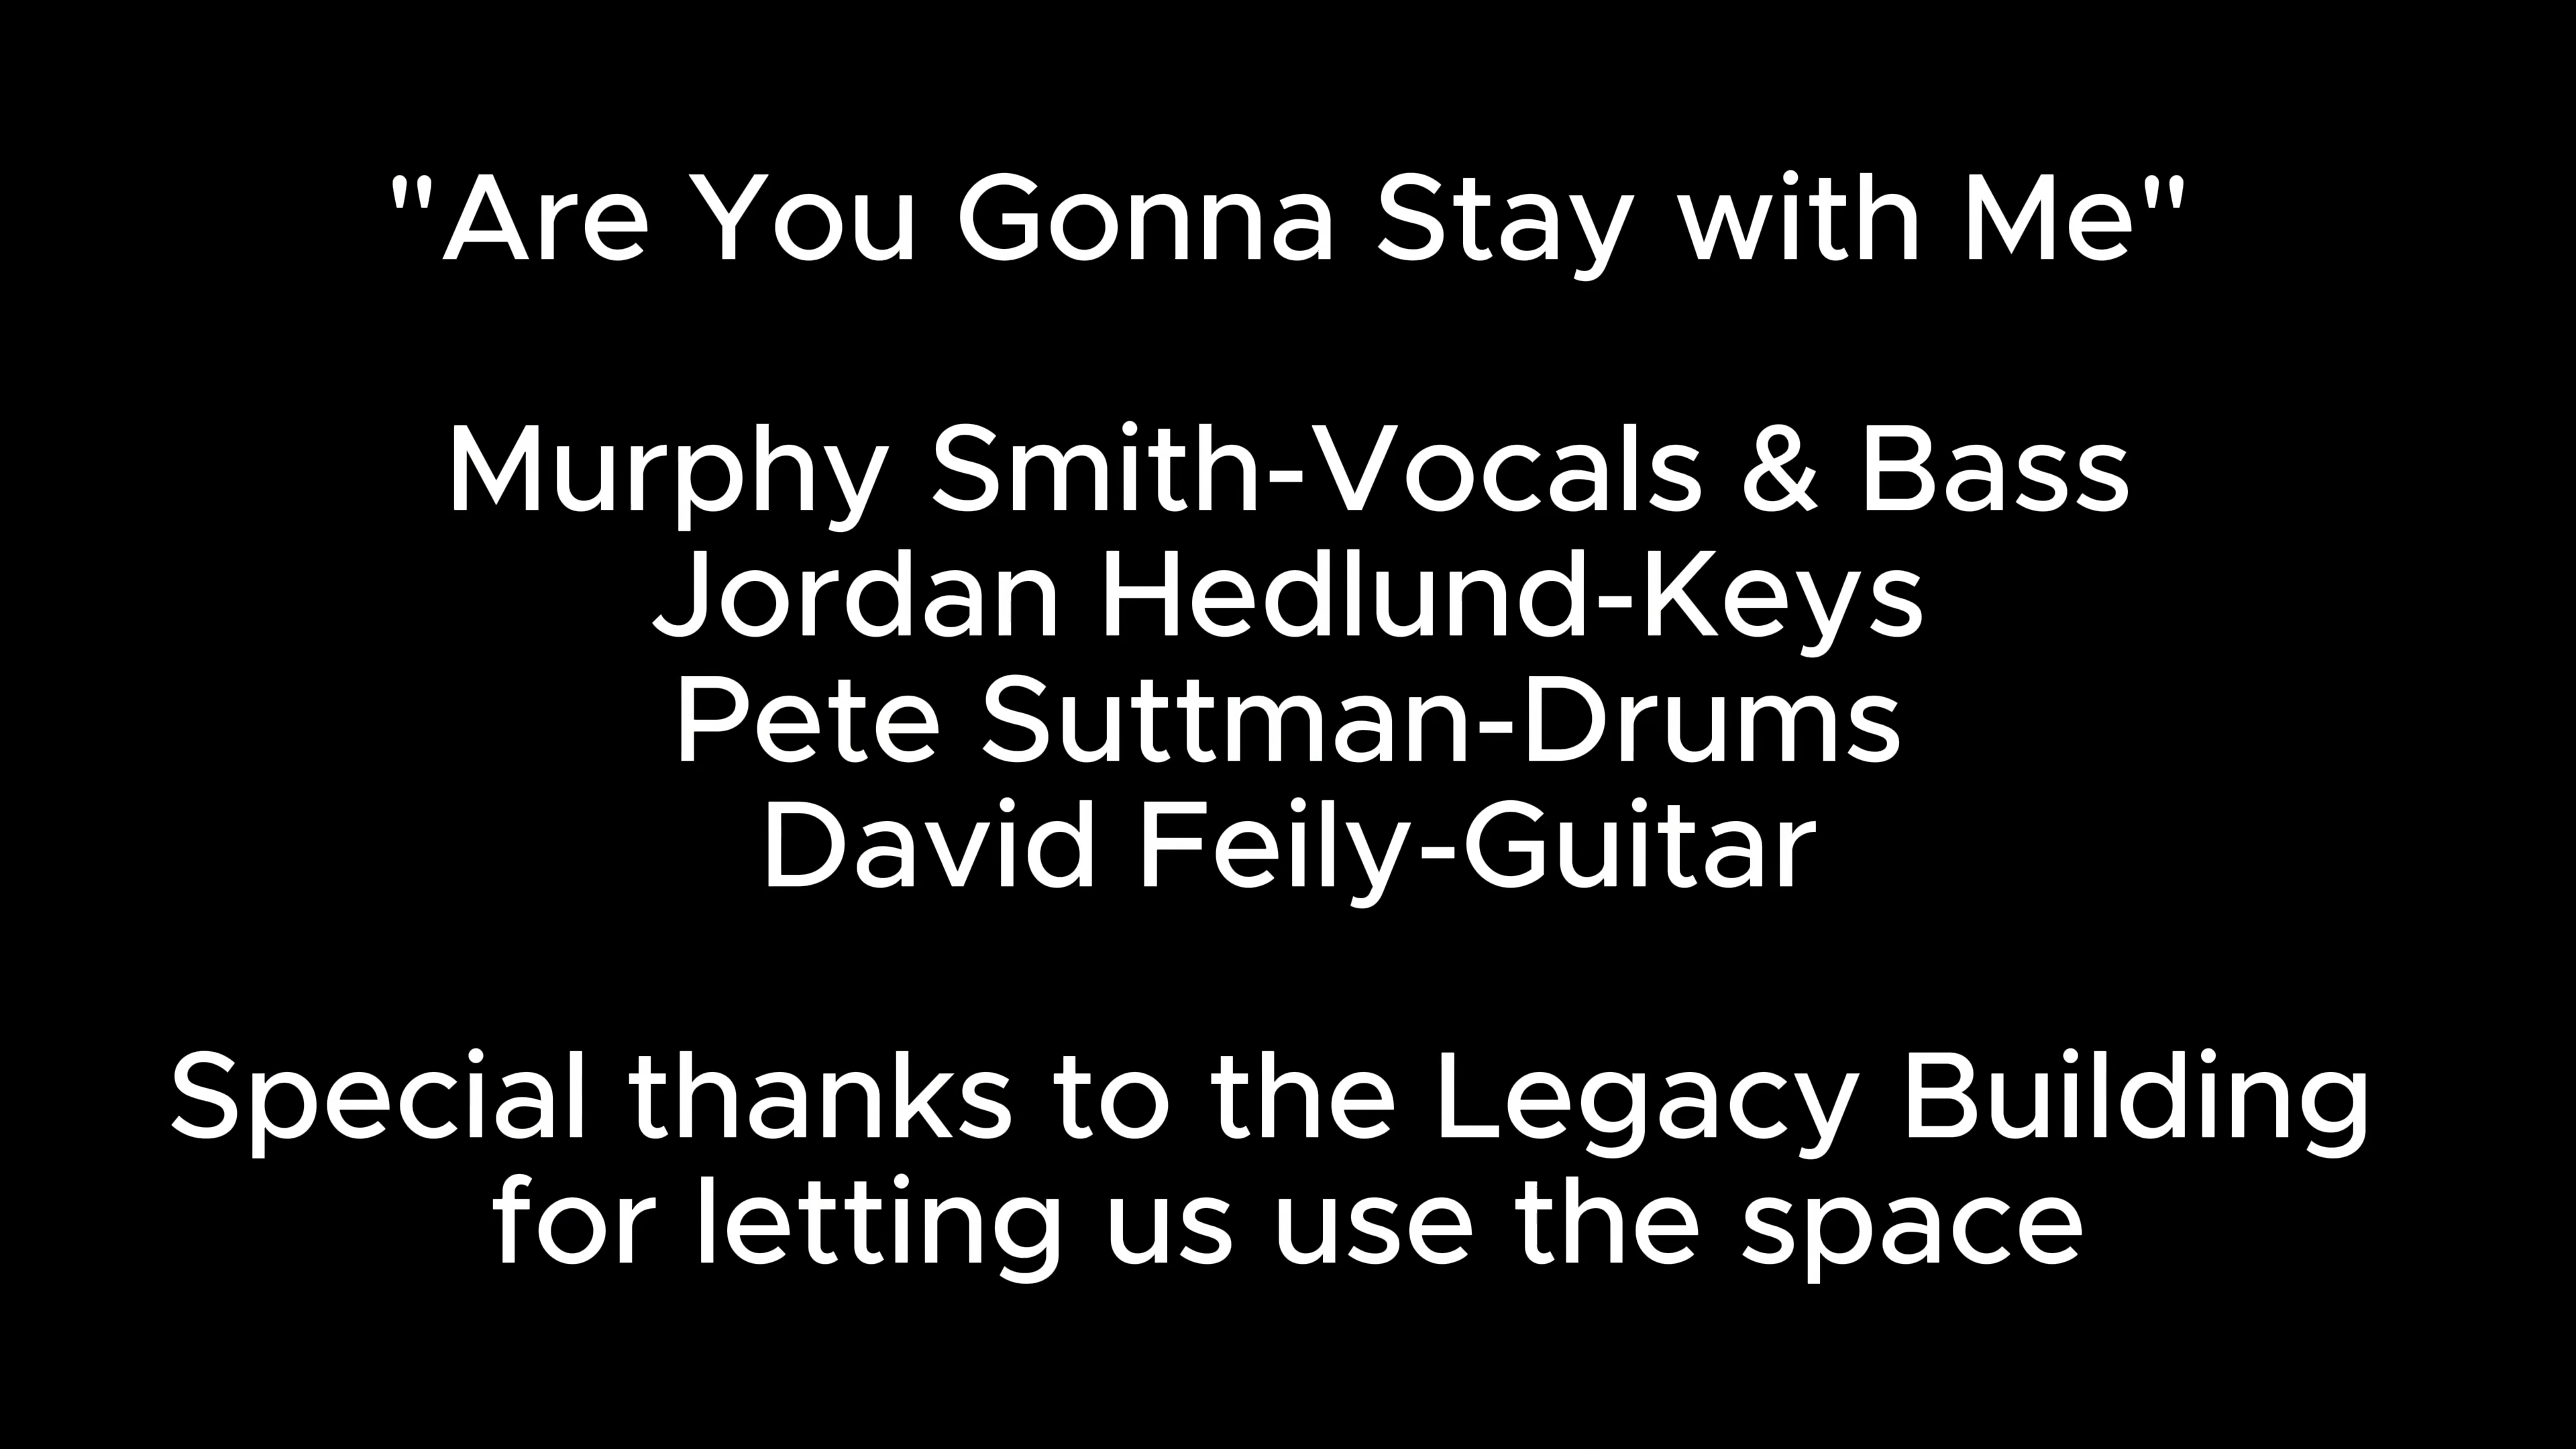 "Are You Gonna Stay with Me"
Murphy Smith-Vocals & Bass
Jordan Hedlund-Keys
Pete Suttman-Drums
David Feily-Guitar
Special thanks to the Legacy Building
for letting us use the space